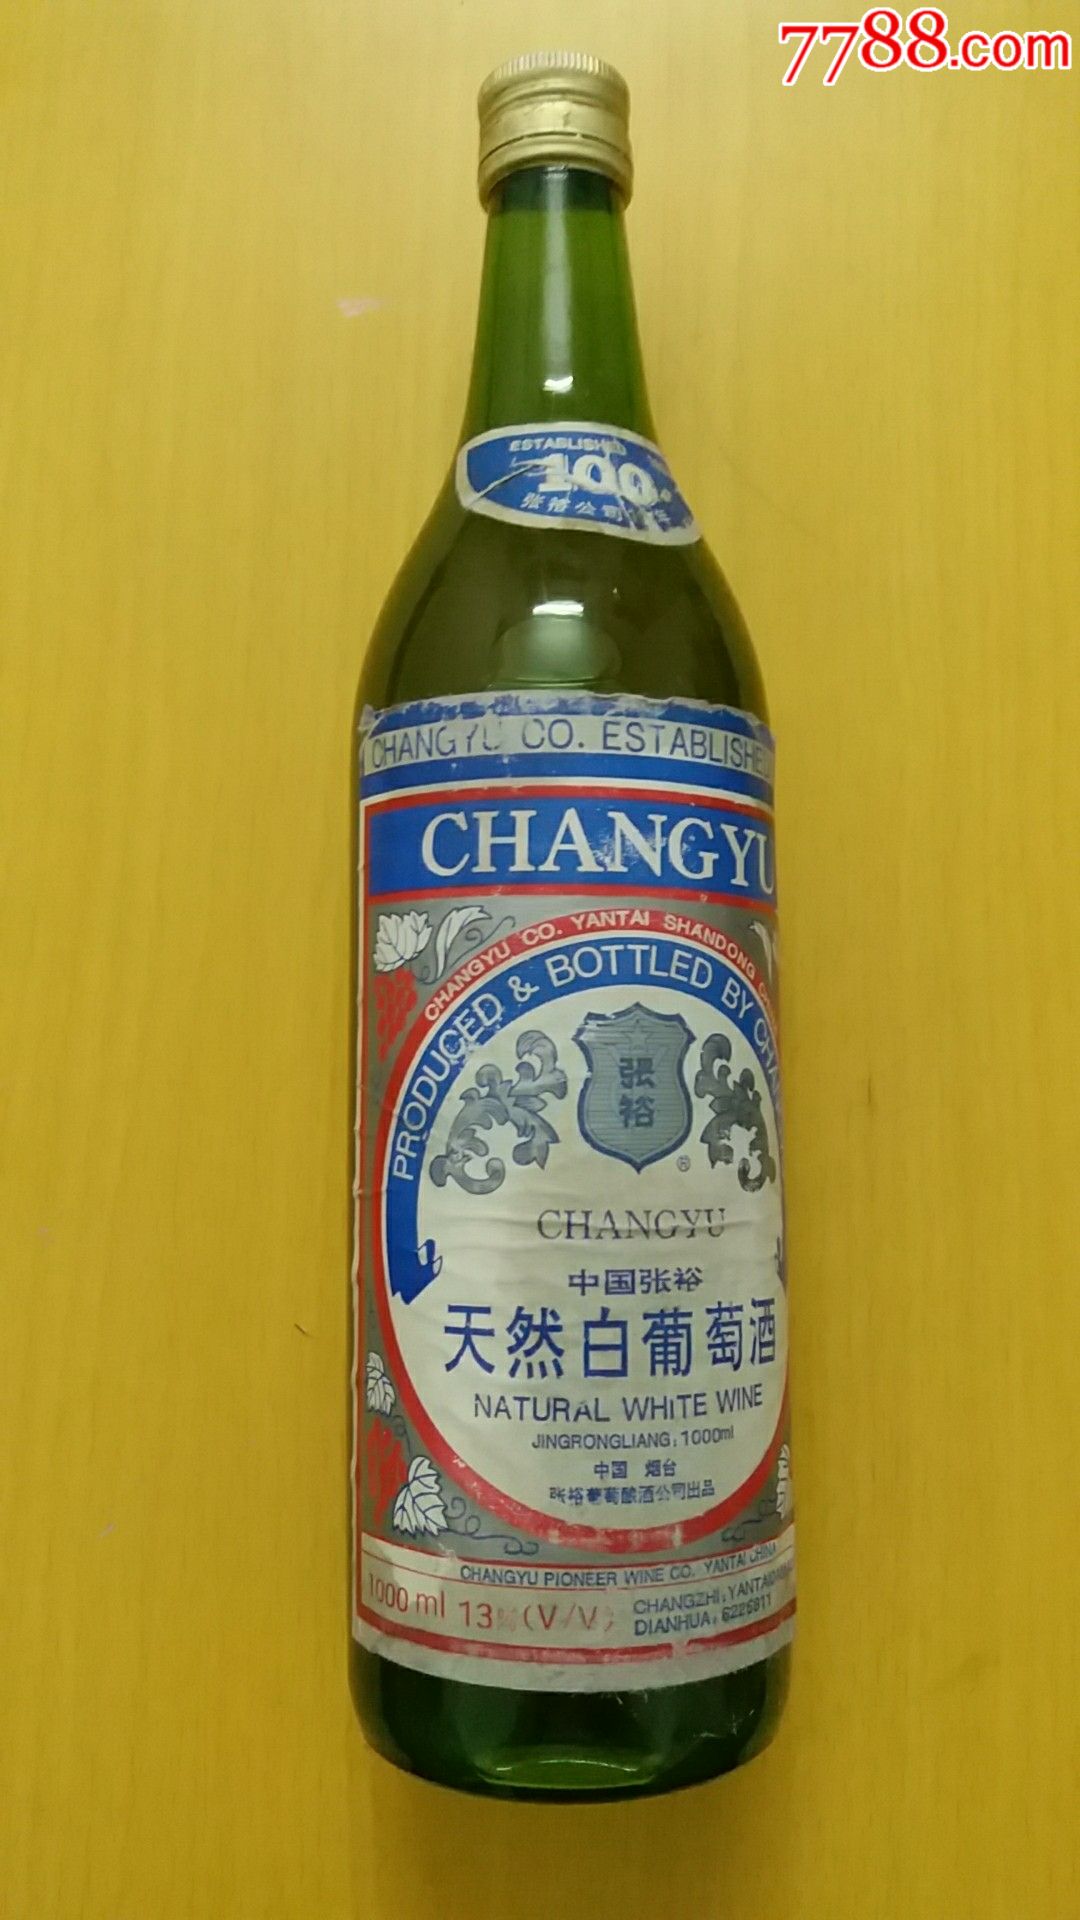 7788.com
ESTABLISHED
100
张裕公司
CHANGYU CO. ESTABLISHED
CHANGYU
CHANGYU CO. YANTAI SHANDONG
PRODUCED & BOTTLED BY
张裕
®
CHANGYU
中国张裕
天然白葡萄酒
NATURAL WHITE WINE
JINGRONGLIANG: 1000ml
中国 烟台
张裕葡萄酿酒公司出品
CHANGYU PIONEER WINE CO. YANTAI CHINA
1000 ml 13%(V/V)
CHANGZHI:
DIANHUA: